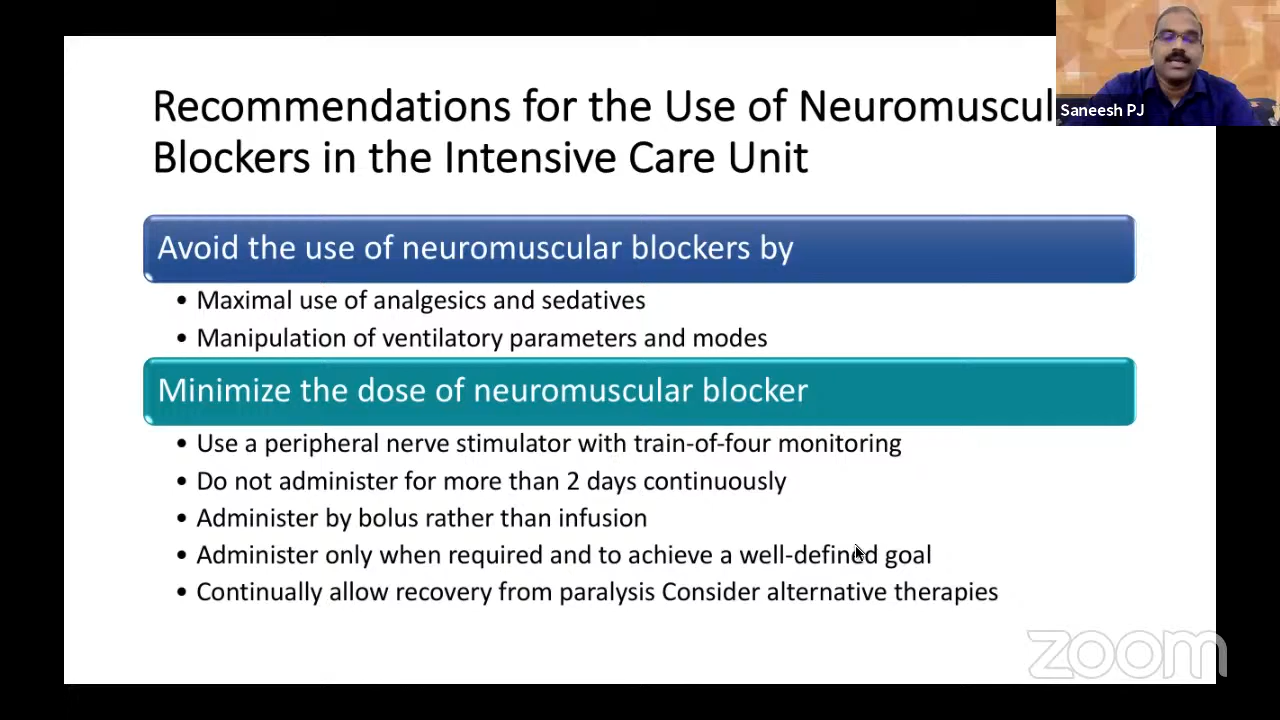 Recommendations for the Use of Neuromuscul
Blockers in the Intensive Care Unit
Saneesh PJ
Avoid the use of neuromuscular blockers by
• Maximal use of analgesics and sedatives
• Manipulation of ventilatory parameters and modes
Minimize the dose of neuromuscular blocker
• Use a peripheral nerve stimulator with train-of-four monitoring
• Do not administer for more than 2 days continuously
• Administer by bolus rather than infusion
• Administer only when required and to achieve a well-defined goal
• Continually allow recovery from paralysis Consider alternative therapies
zoom